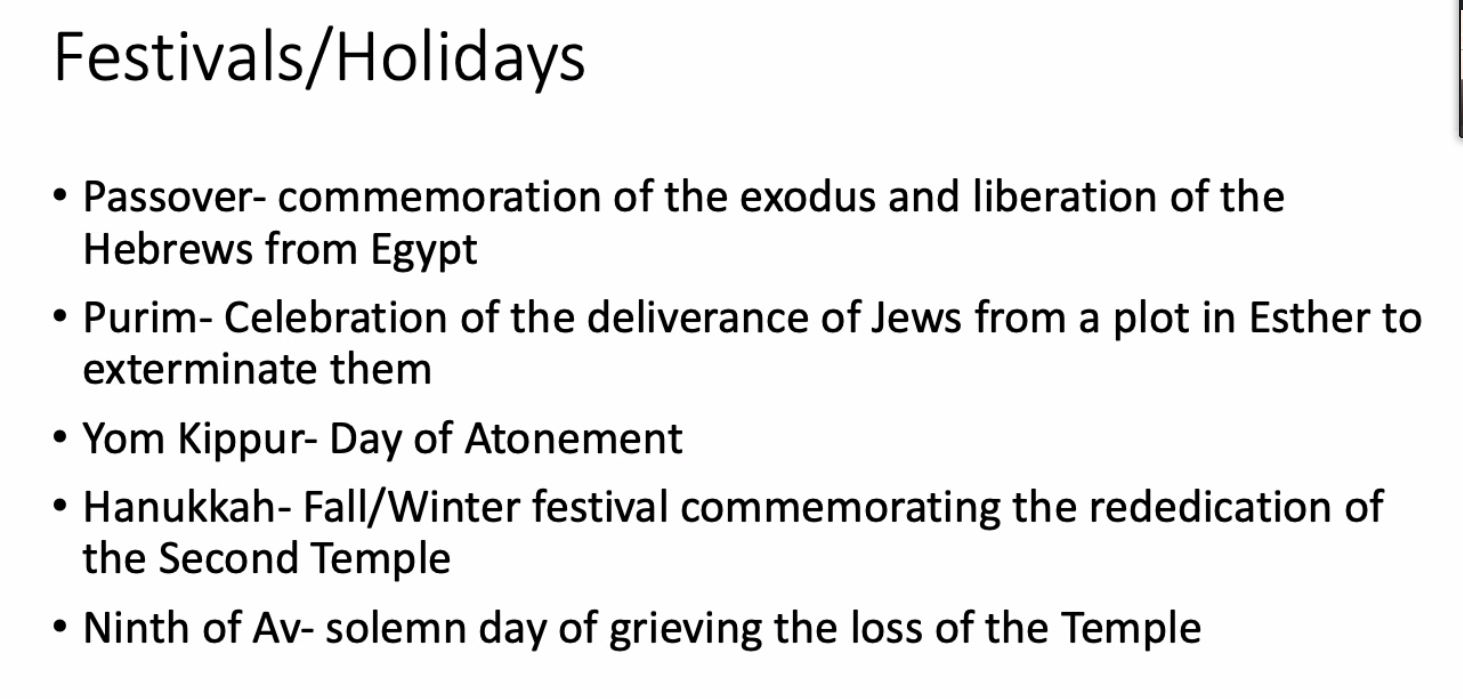 Festivals/Holidays
• Passover- commemoration of the exodus and liberation of the
Hebrews from Egypt
• Purim- Celebration of the deliverance of Jews from a plot in Esther to
exterminate them
• Yom Kippur- Day of Atonement
• Hanukkah- Fall/Winter festival commemorating the rededication of
the Second Temple
• Ninth of Av- solemn day of grieving the loss of the Temple